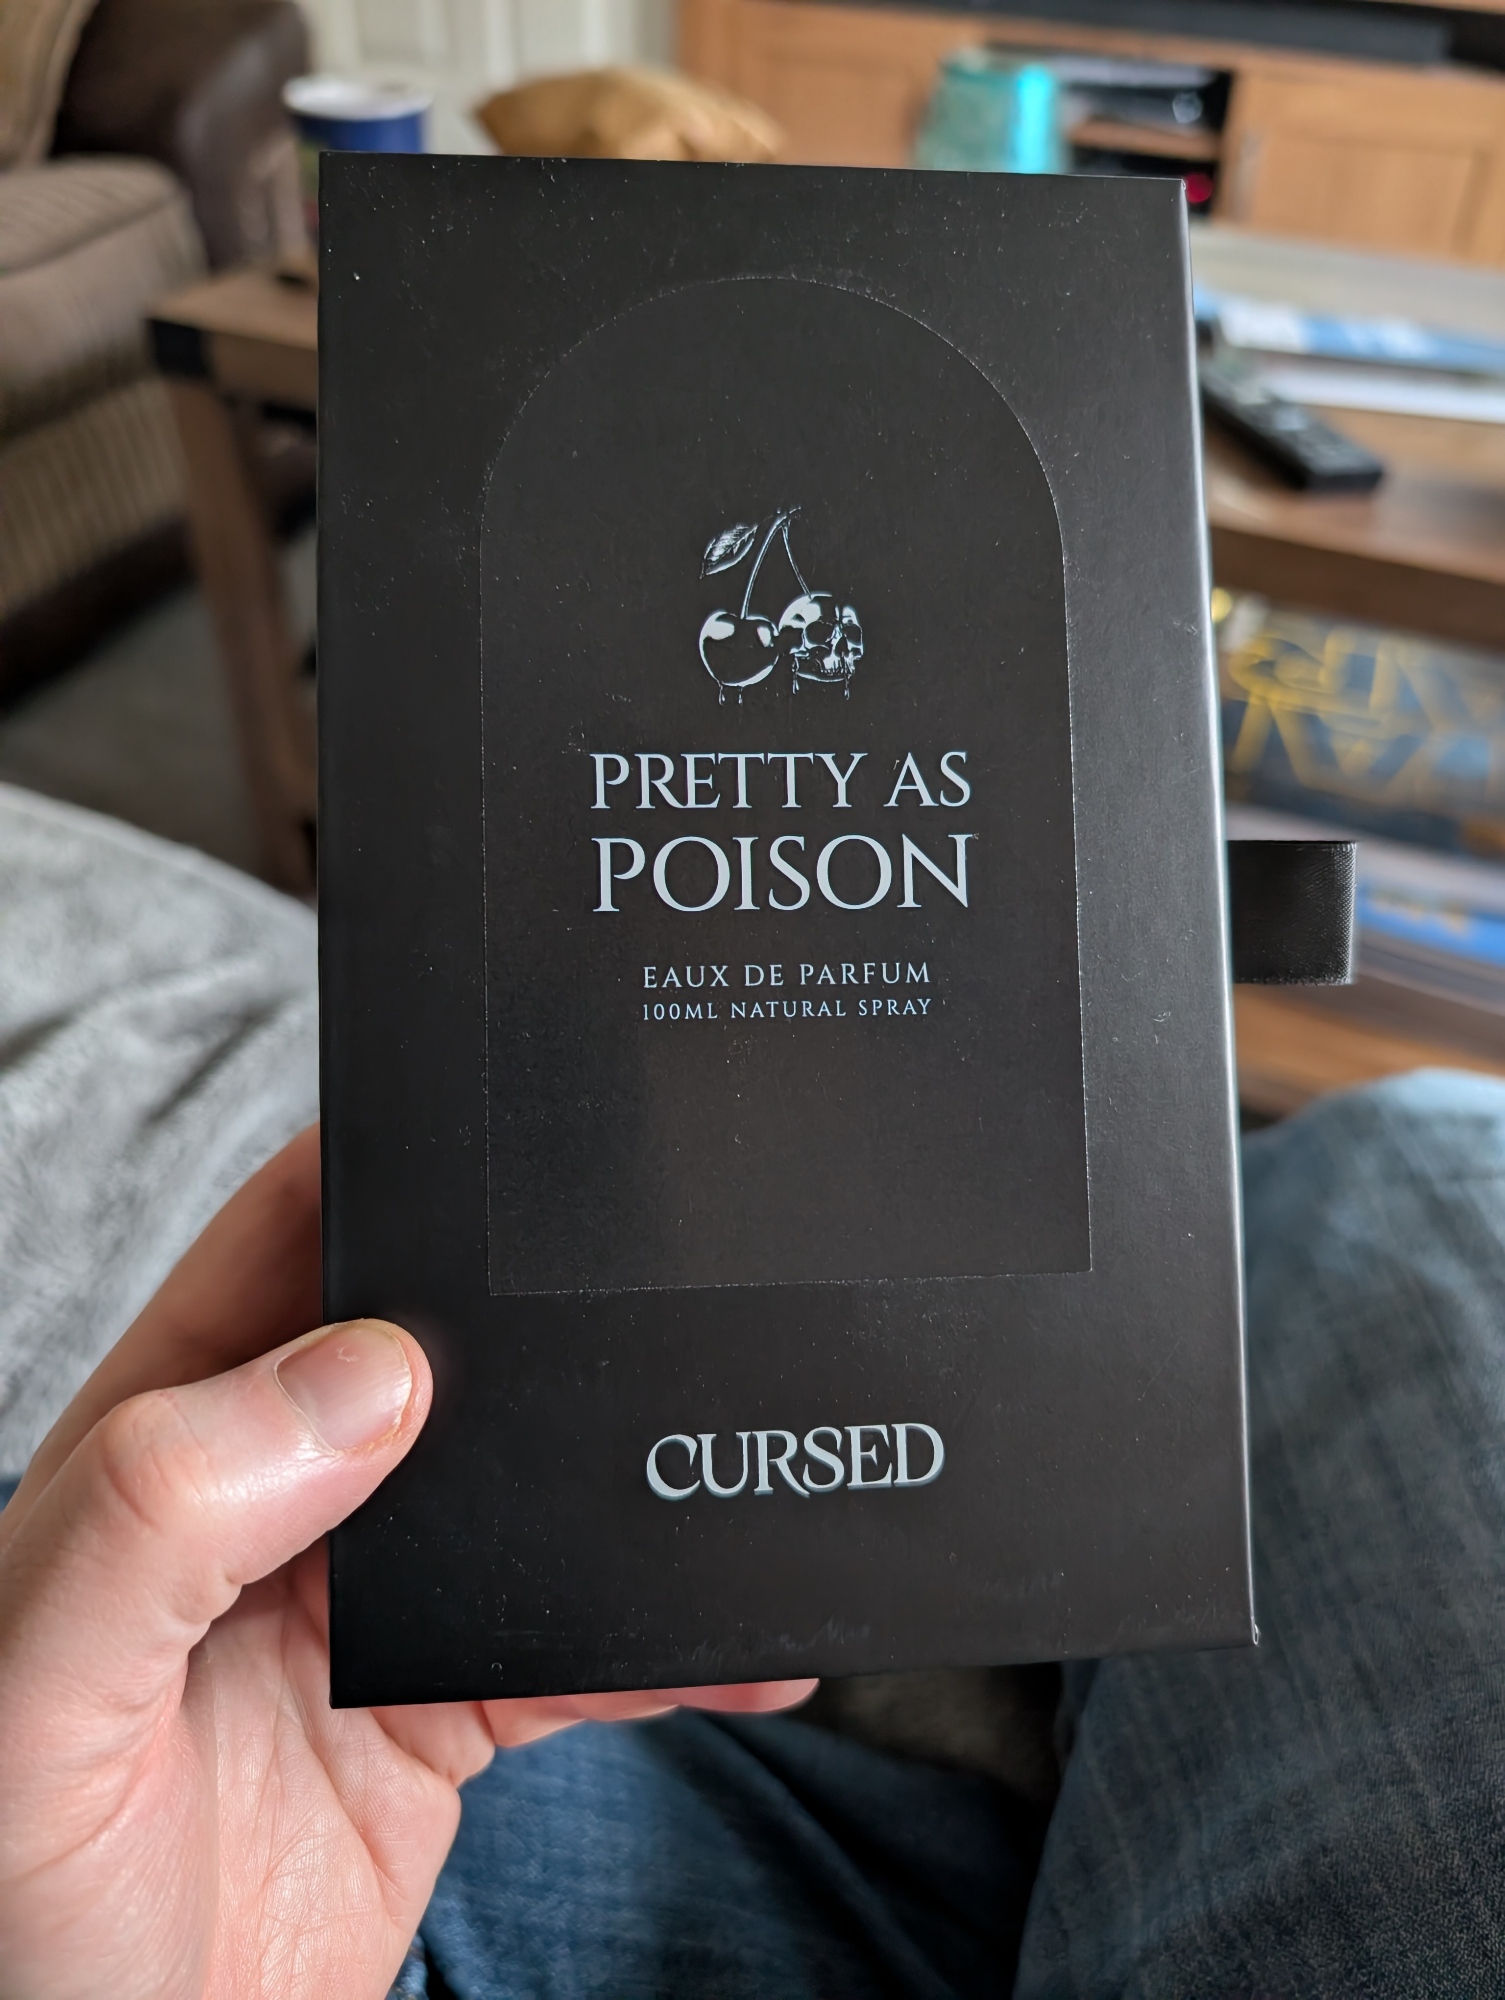 PRETTY AS
POISON
EAUX DE PARFUM
100ML NATURAL SPRAY
CURSED